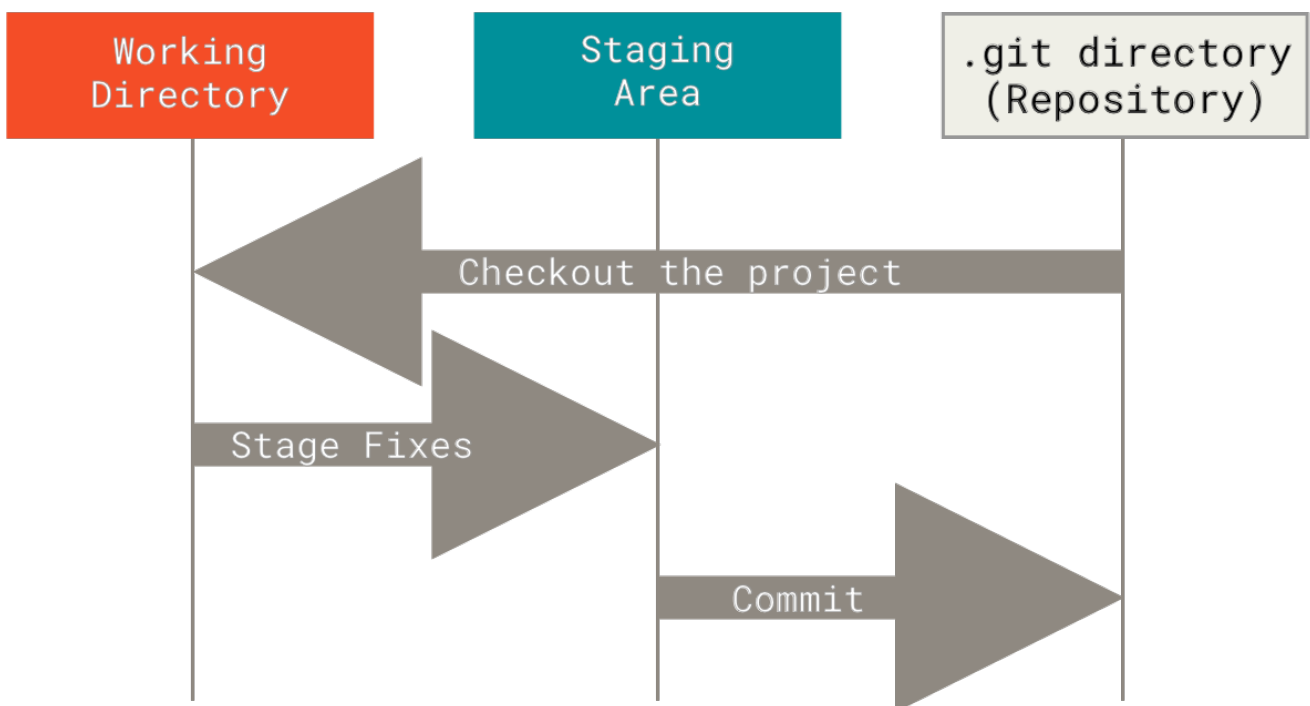 Working
Directory
Staging
Area
.git directory
(Repository)
Checkout the project
Stage Fixes
Commit